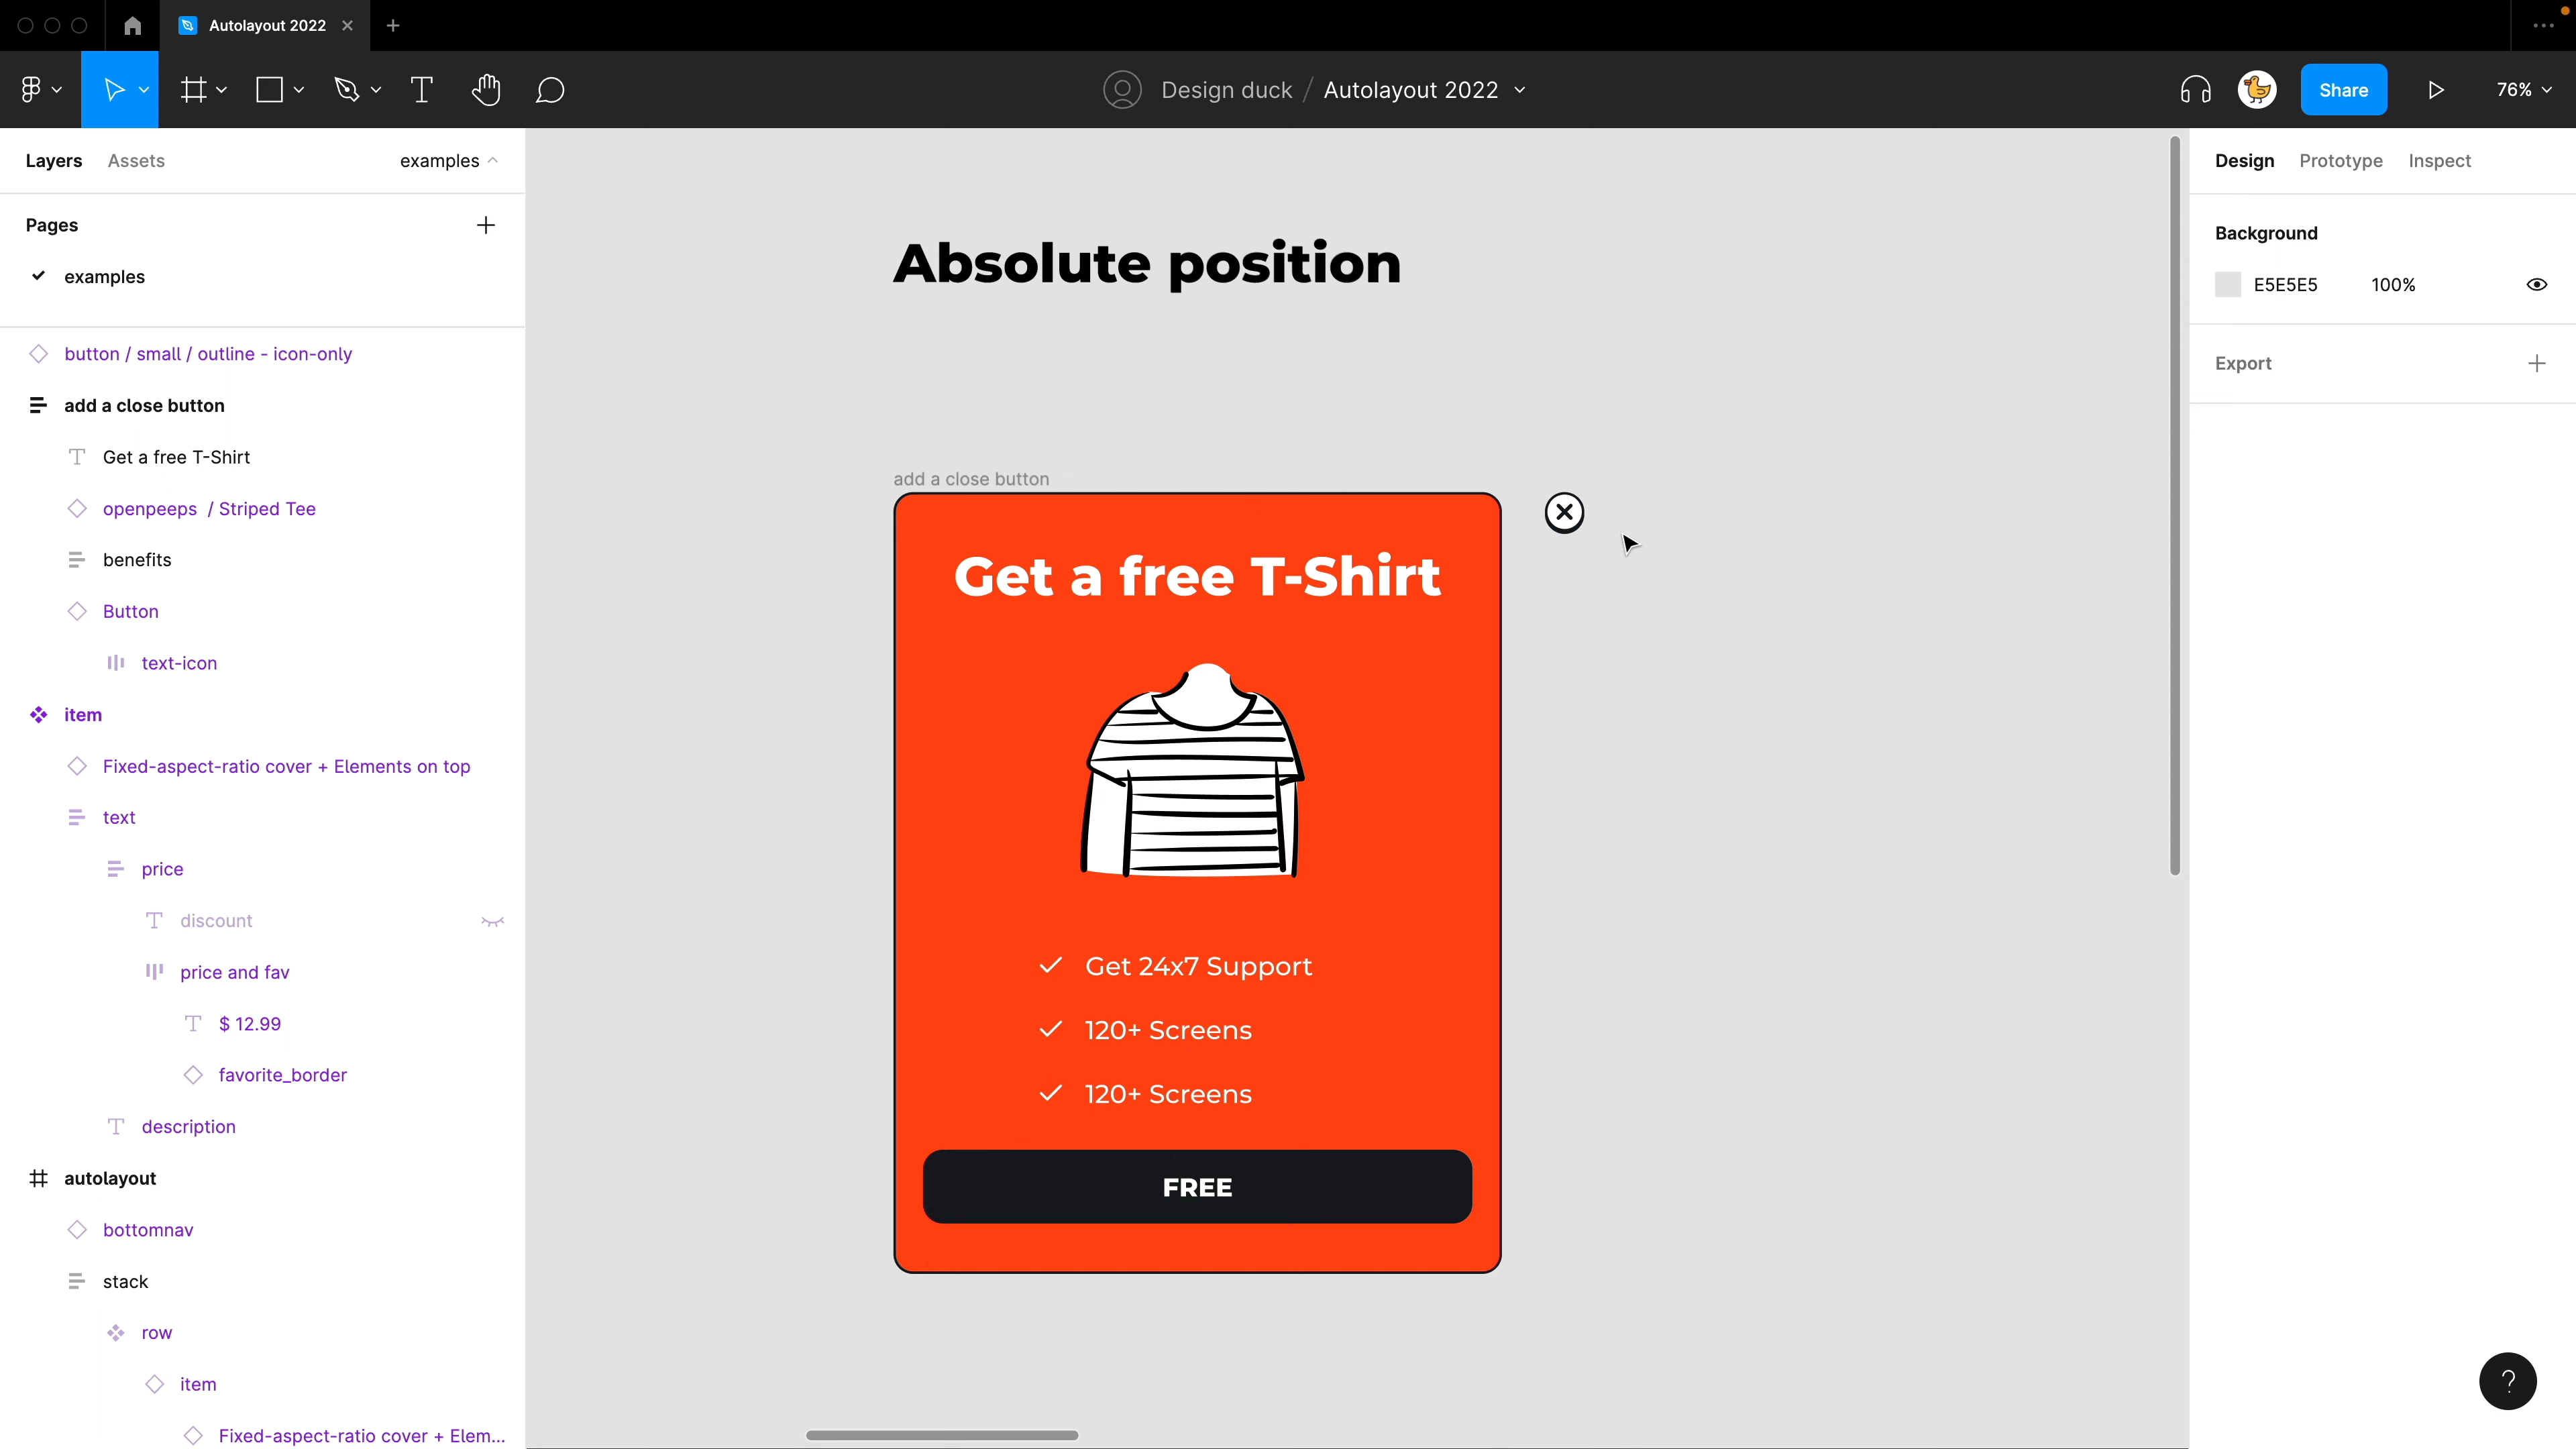 Autolayout 2022
Design duck / Autolayout 2022
Share
76%
Layers
Assets
examples
Pages
examples
button / small / outline - icon-only
add a close button
Get a free T-Shirt
openpeeps / Striped Tee
benefits
Button
text-icon
item
Fixed-aspect-ratio cover + Elements on top
text
price
discount
price and fav
$ 12.99
favorite_border
description
autolayout
bottomnav
stack
row
item
Fixed-aspect-ratio cover + Elem...
Absolute position
add a close button
Get a free T-Shirt
Get 24x7 Support
120+ Screens
120+ Screens
FREE
Design
Prototype
Inspect
Background
E5E5E5
100%
Export
?